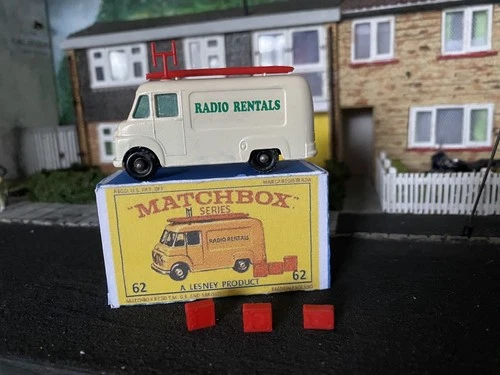 RADIO RENTALS
"MATCHBOX"
SERIES
RADIO RENTALS
62
62
A LESNEY PRODUCT